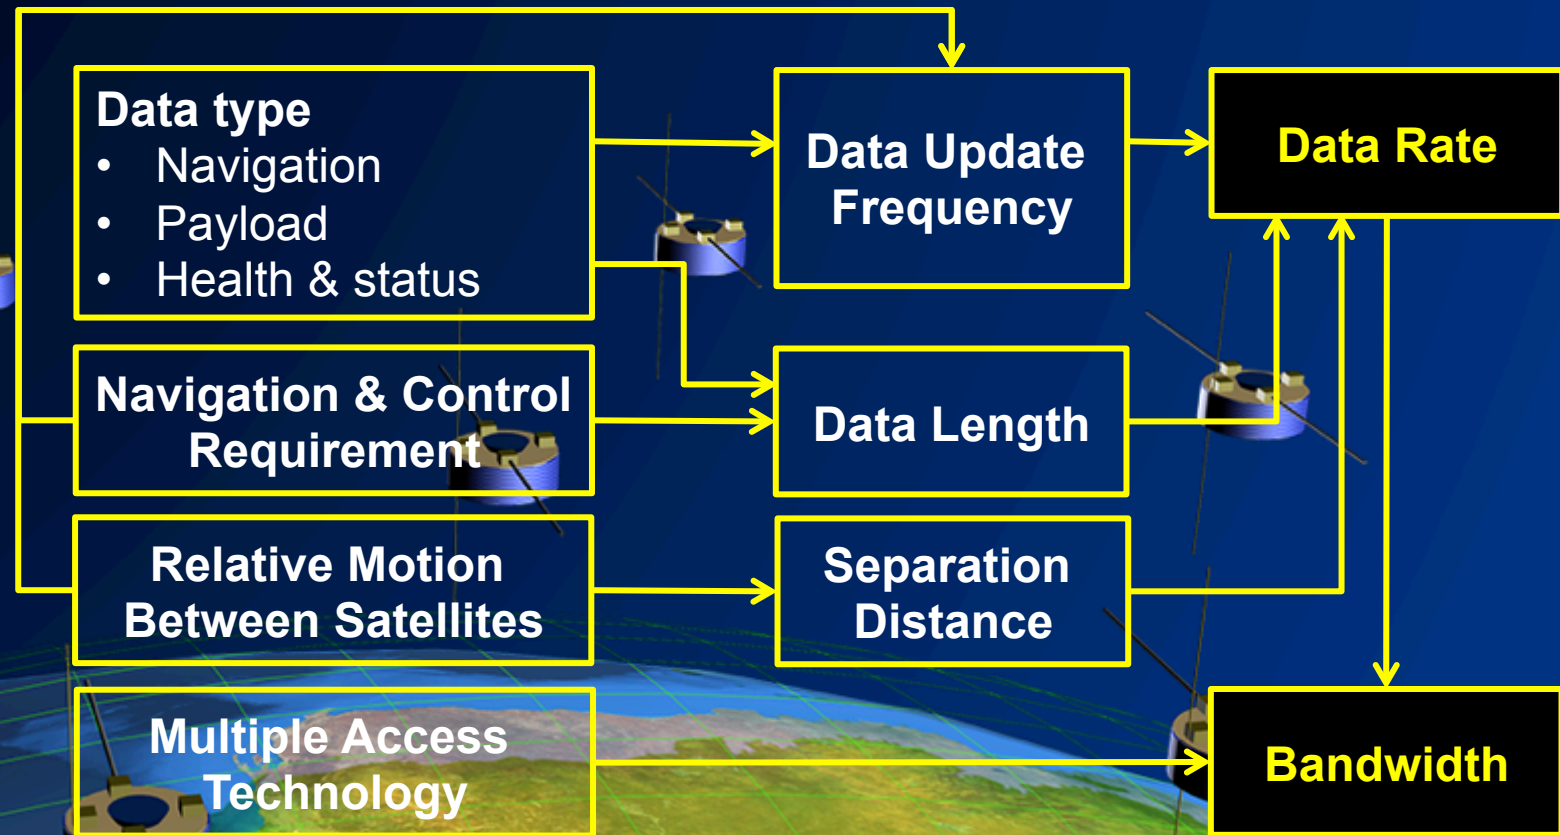 Data type
• Navigation
• Payload
• Health & status
Data Update
Frequency
Data Rate
Navigation & Control
Requirement
Data Length
Relative Motion
Between Satellites
Separation
Distance
Multiple Access
Technology
Bandwidth